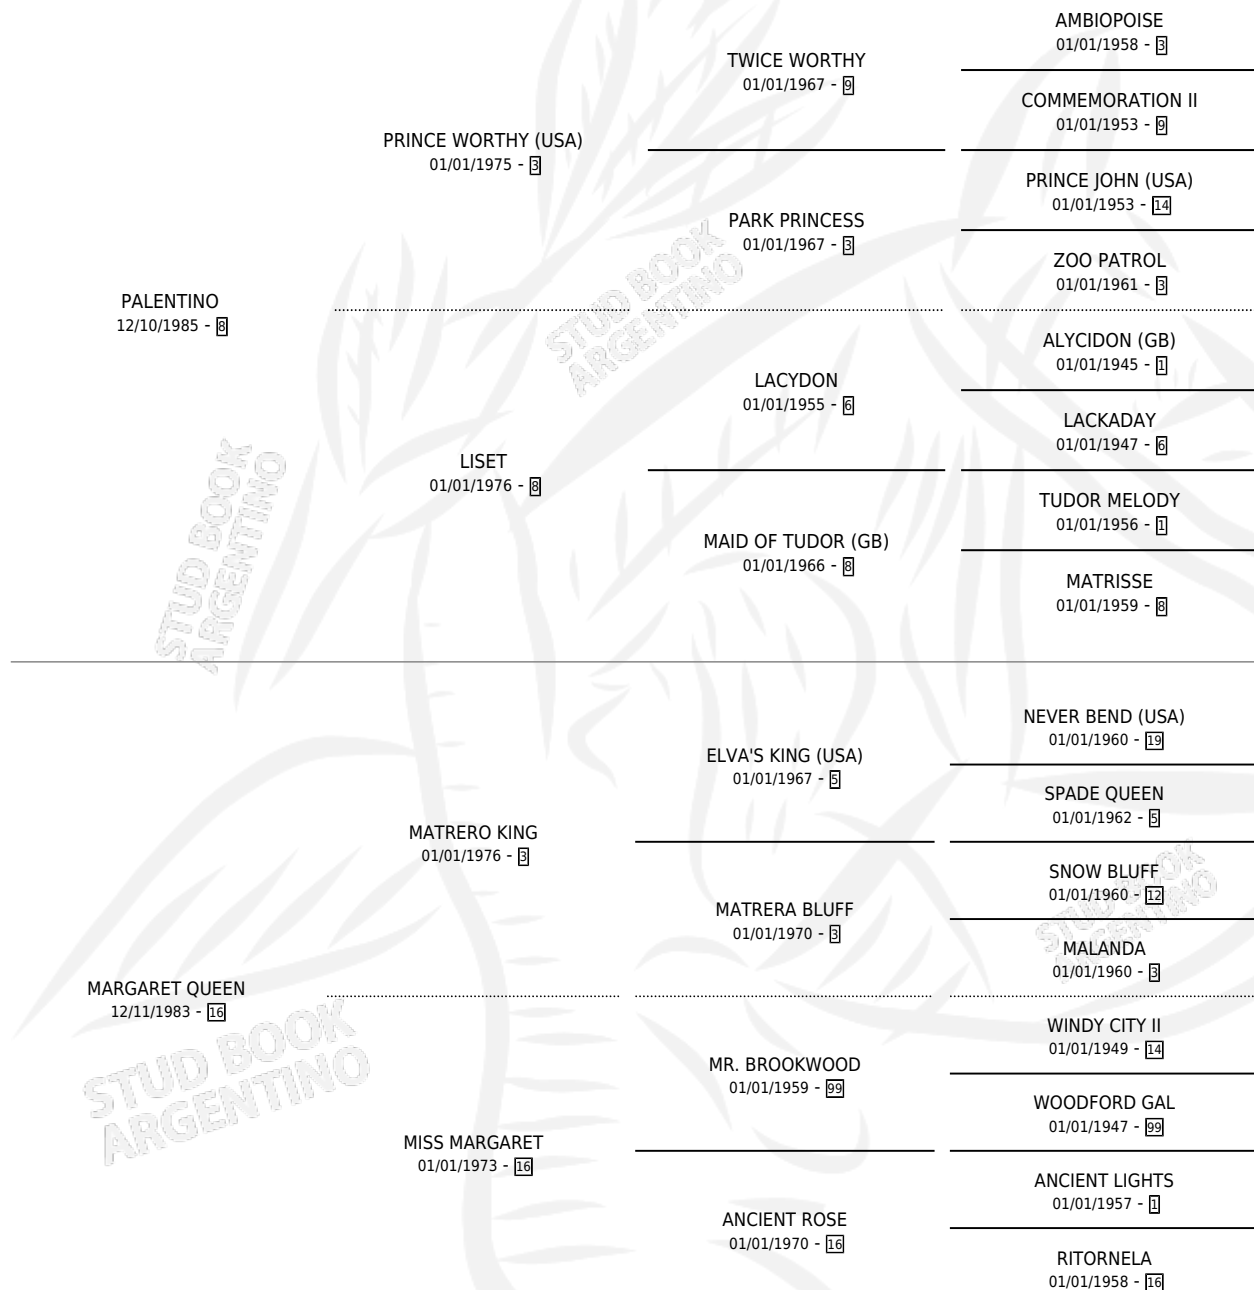 AMBIOPOISE
01/01/1958 - 3
TWICE WORTHY
01/01/1967 - 9
COMMEMORATION II
01/01/1953 - 9
PRINCE WORTHY (USA)
01/01/1975 - 3
PRINCE JOHN (USA)
01/01/1953 - 14
PARK PRINCESS
01/01/1967 - 3
ZOO PATROL
01/01/1961 - 3
PALENTINO
12/10/1985 - 8
ALYCIDON (GB)
01/01/1945 - 1
LACYDON
01/01/1955 - 6
LACKADAY
01/01/1947 - 6
LISET
01/01/1976 - 8
TUDOR MELODY
01/01/1956 - 1
MAID OF TUDOR (GB)
01/01/1966 - 8
MATRISSE
01/01/1959 - 8
NEVER BEND (USA)
01/01/1960 - 19
ELVA'S KING (USA)
01/01/1967 - 5
SPADE QUEEN
01/01/1962 - 5
MATRERO KING
01/01/1976 - 3
SNOW BLUFF
01/01/1960 - 12
MATRERA BLUFF
01/01/1970 - 3
MALANDA
01/01/1960 - 3
MARGARET QUEEN
12/11/1983 - 16
WINDY CITY II
01/01/1949 - 14
MR. BROOKWOOD
01/01/1959 - 99
WOODFORD GAL
01/01/1947 - 99
MISS MARGARET
01/01/1973 - 16
ANCIENT LIGHTS
01/01/1957 - 1
ANCIENT ROSE
01/01/1970 - 16
RITORNELA
01/01/1958 - 16
STUD BOOK
ARGENTINO
STUD BOOK
ARGENTINO
STUD BOOK
ARGENTINO
STUD BOOK
ARGENTINO